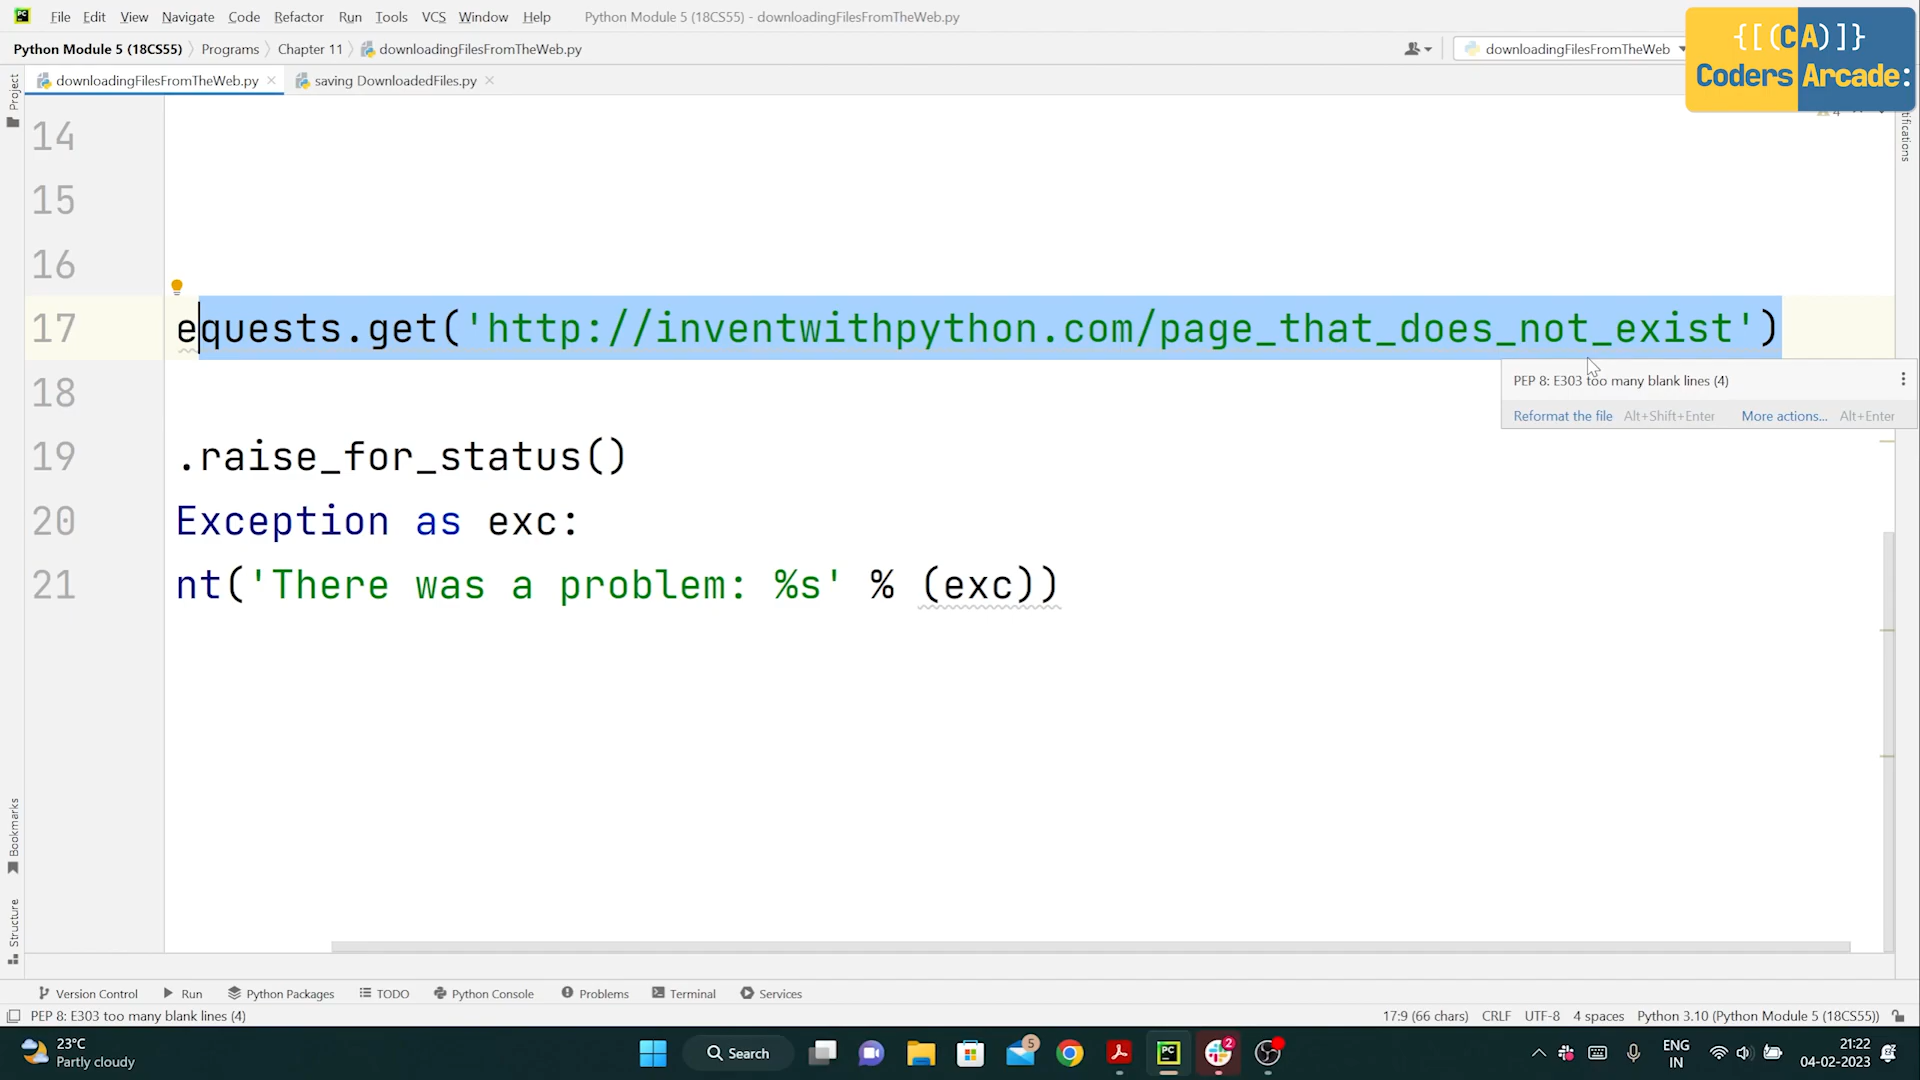 File Edit View Navigate Code Refactor Run Tools VCS Window Help Python Module 5 (18CS55) - downloadingFilesFromTheWeb.py
{[(CA)]}
Coders Arcade:
Python Module 5 (18CS55) Programs Chapter 11 downloadingFilesFromTheWeb.py downloadingFilesFromTheWeb
downloadingFilesFromTheWeb.py saving DownloadedFiles.py
Project
14
15
16
17 equests.get('http://inventwithpython.com/page_that_does_not_exist')
PEP 8: E303 too many blank lines (4)
Reformat the file Alt+Shift+Enter More actions... Alt+Enter
18
19 .raise_for_status()
20 Exception as exc:
21 nt('There was a problem: %s' % (exc))
Bookmarks
Structure
Version Control Run Python Packages TODO Python Console Problems Terminal Services
PEP 8: E303 too many blank lines (4) 17:9 (66 chars) CRLF UTF-8 4 spaces Python 3.10 (Python Module 5 (18CS55))
23°C
Partly cloudy
Search
5
2
ENG
IN
21:22
04-02-2023